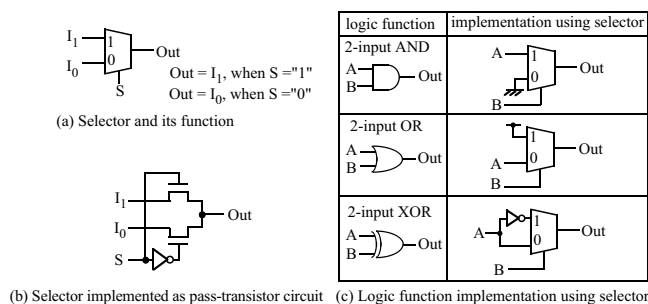 I1 1 Out
I0 0
S
Out = I1, when S ="1"
Out = I0, when S ="0"
(a) Selector and its function
I1
I0
Out
S
(b) Selector implemented as pass-transistor circuit
logic function
implementation using selector
2-input AND
A
B
Out
A
1
0
Out
B
2-input OR
A
B
Out
1
A
0
Out
B
2-input XOR
A
B
Out
A
1
0
Out
B
(c) Logic function implementation using selector